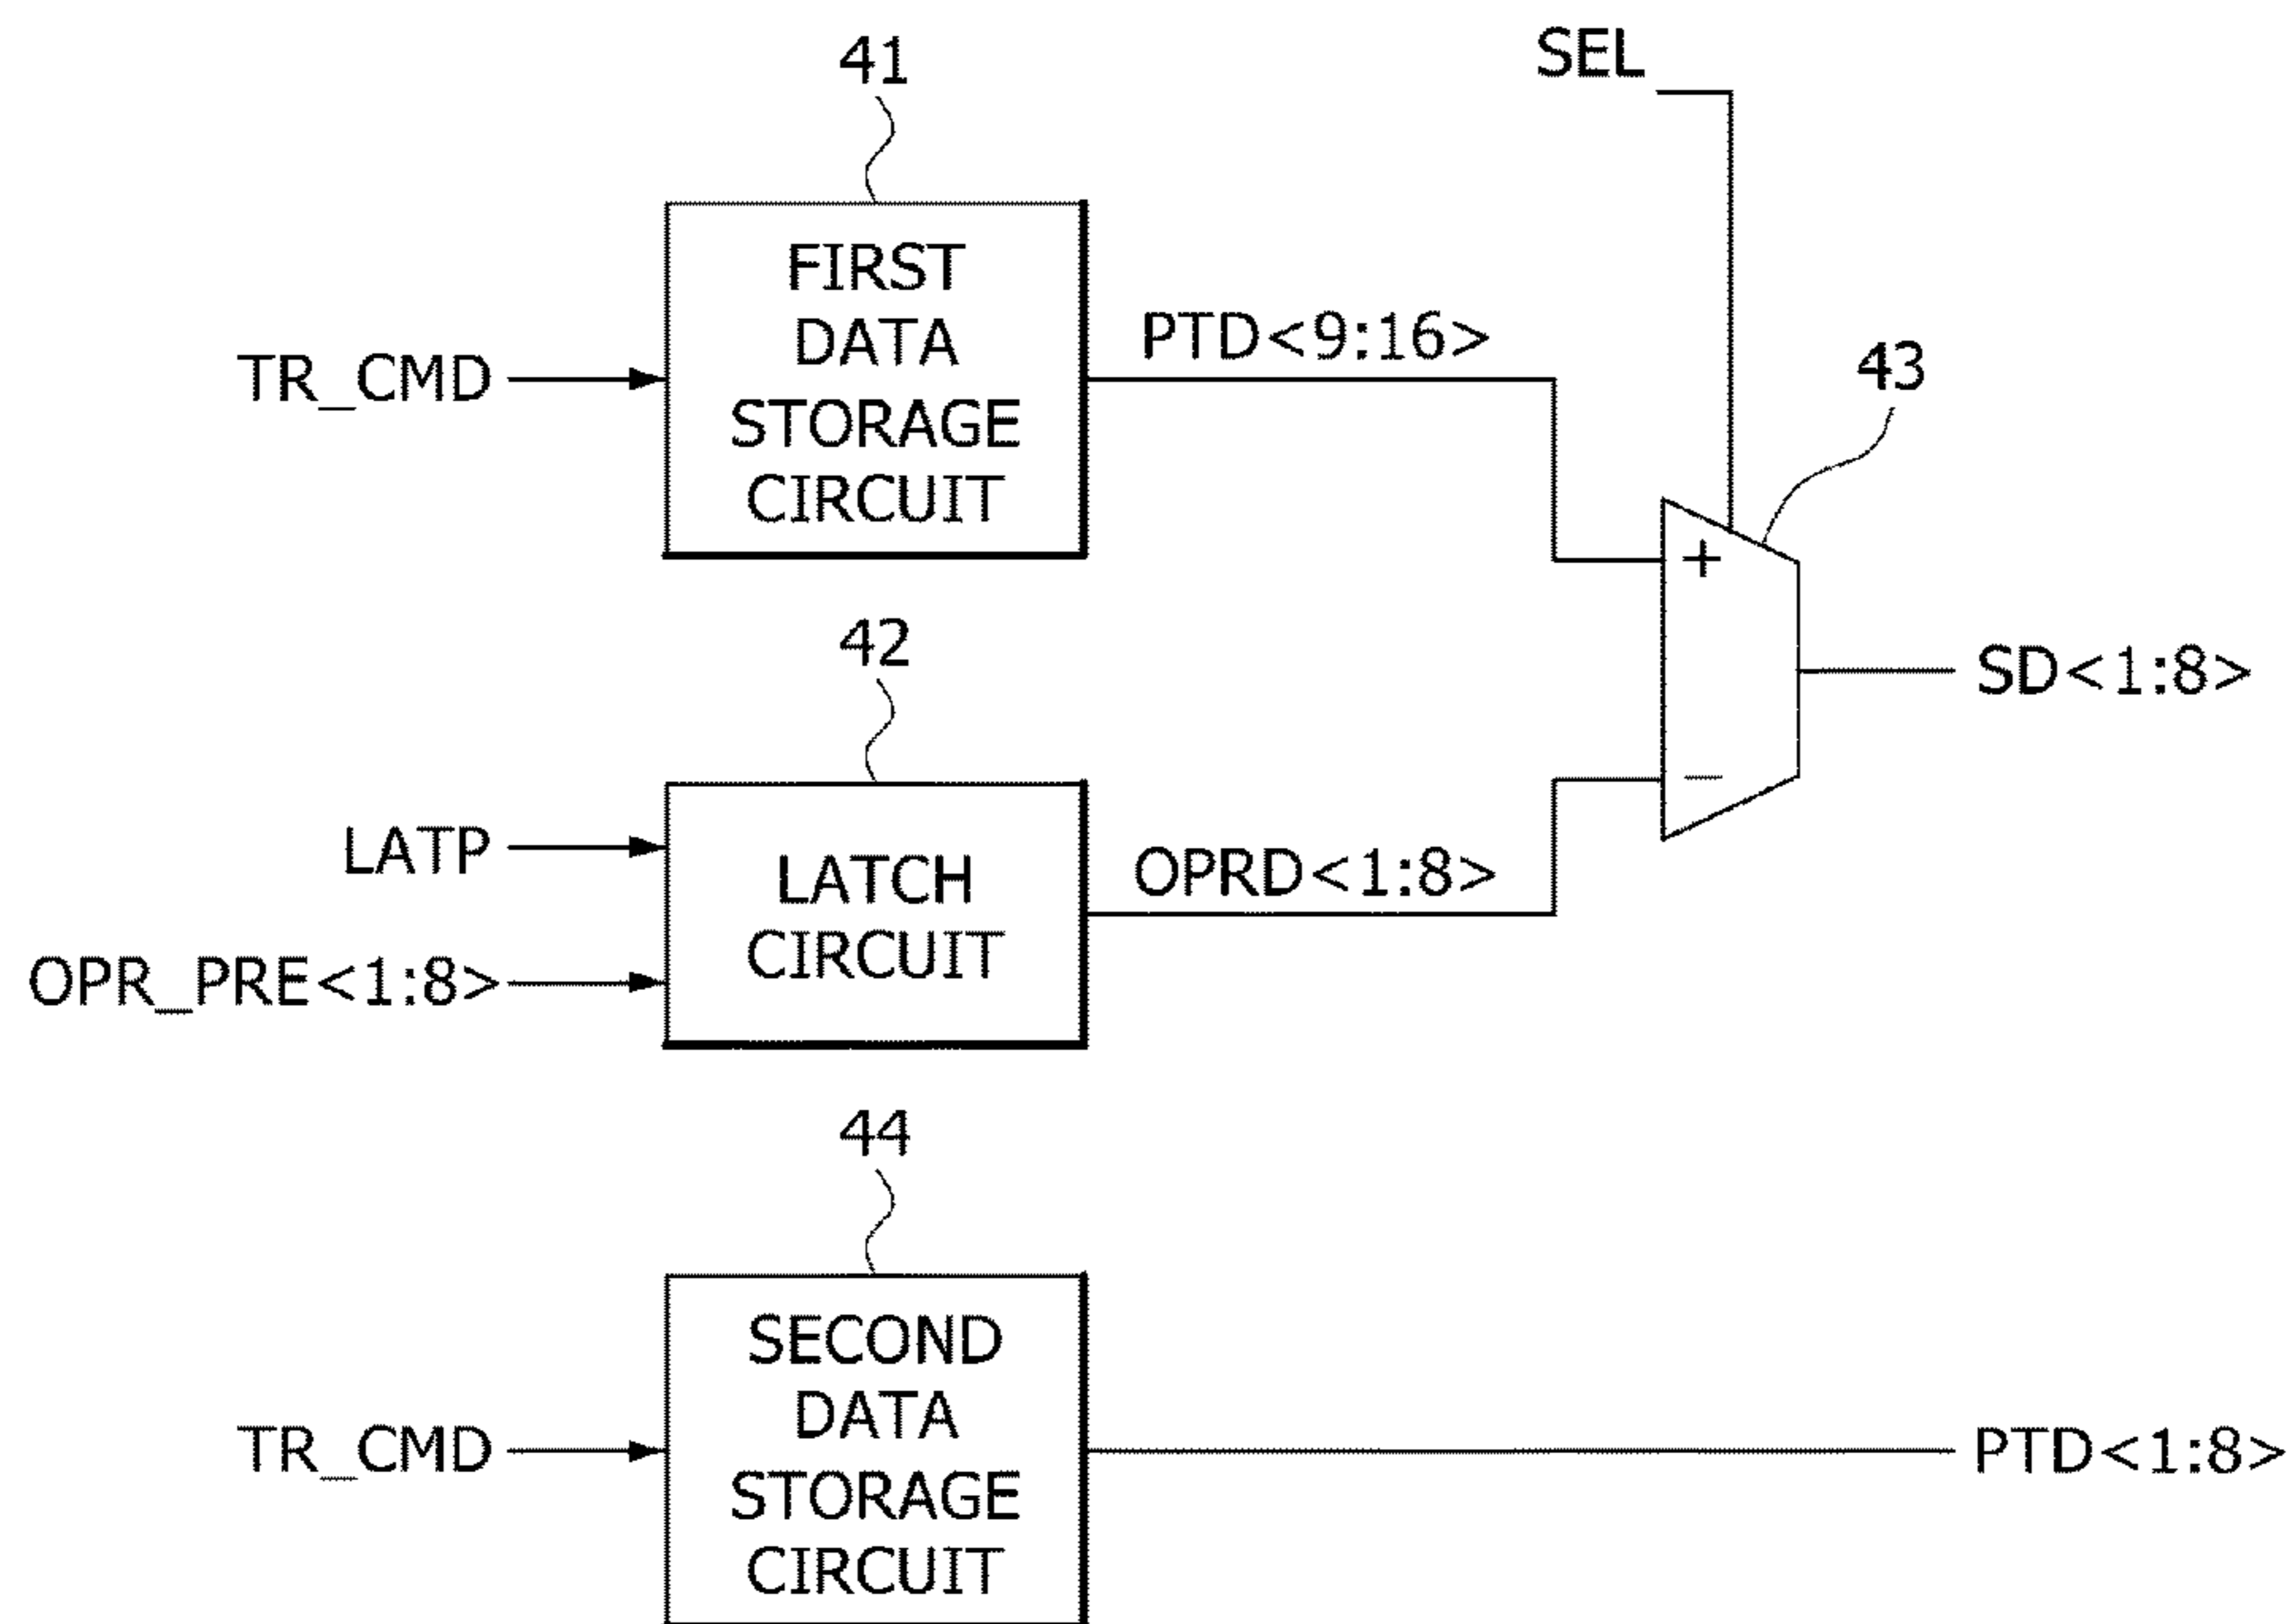 41
SEL
FIRST
DATA
STORAGE
CIRCUIT
TR_CMD
PTD<9:16>
43
+
42
SD<1:8>
−
LATP
LATCH
CIRCUIT
OPRD<1:8>
OPR_PRE<1:8>
44
SECOND
DATA
STORAGE
CIRCUIT
TR_CMD
PTD<1:8>